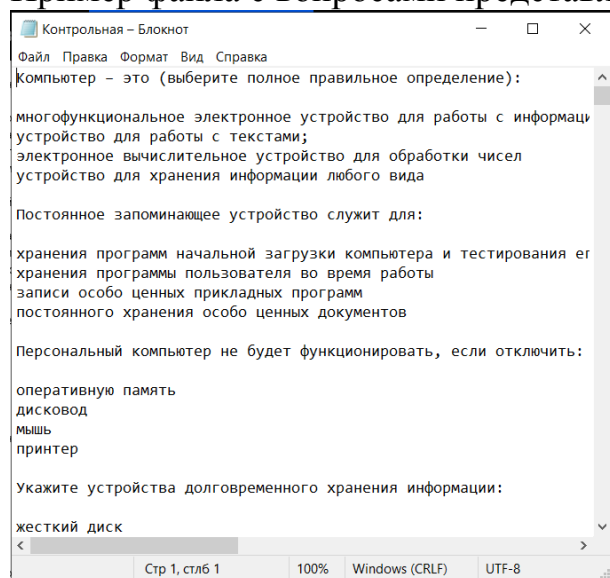 Пример файла с вопросами
Контрольная – Блокнот
Файл Правка Формат Вид Справка
Компьютер – это (выберите полное правильное определение):
многофункциональное электронное устройство для работы с информаци
устройство для работы с текстами;
электронное вычислительное устройство для обработки чисел
устройство для хранения информации любого вида
Постоянное запоминающее устройство служит для:
хранения программ начальной загрузки компьютера и тестирования ег
хранения программы пользователя во время работы
записи особо ценных прикладных программ
постоянного хранения особо ценных документов
Персональный компьютер не будет функционировать, если отключить:
оперативную память
дисковод
мышь
принтер
Укажите устройства долговременного хранения информации:
жесткий диск
Стр 1, стлб 1 100% Windows (CRLF) UTF-8